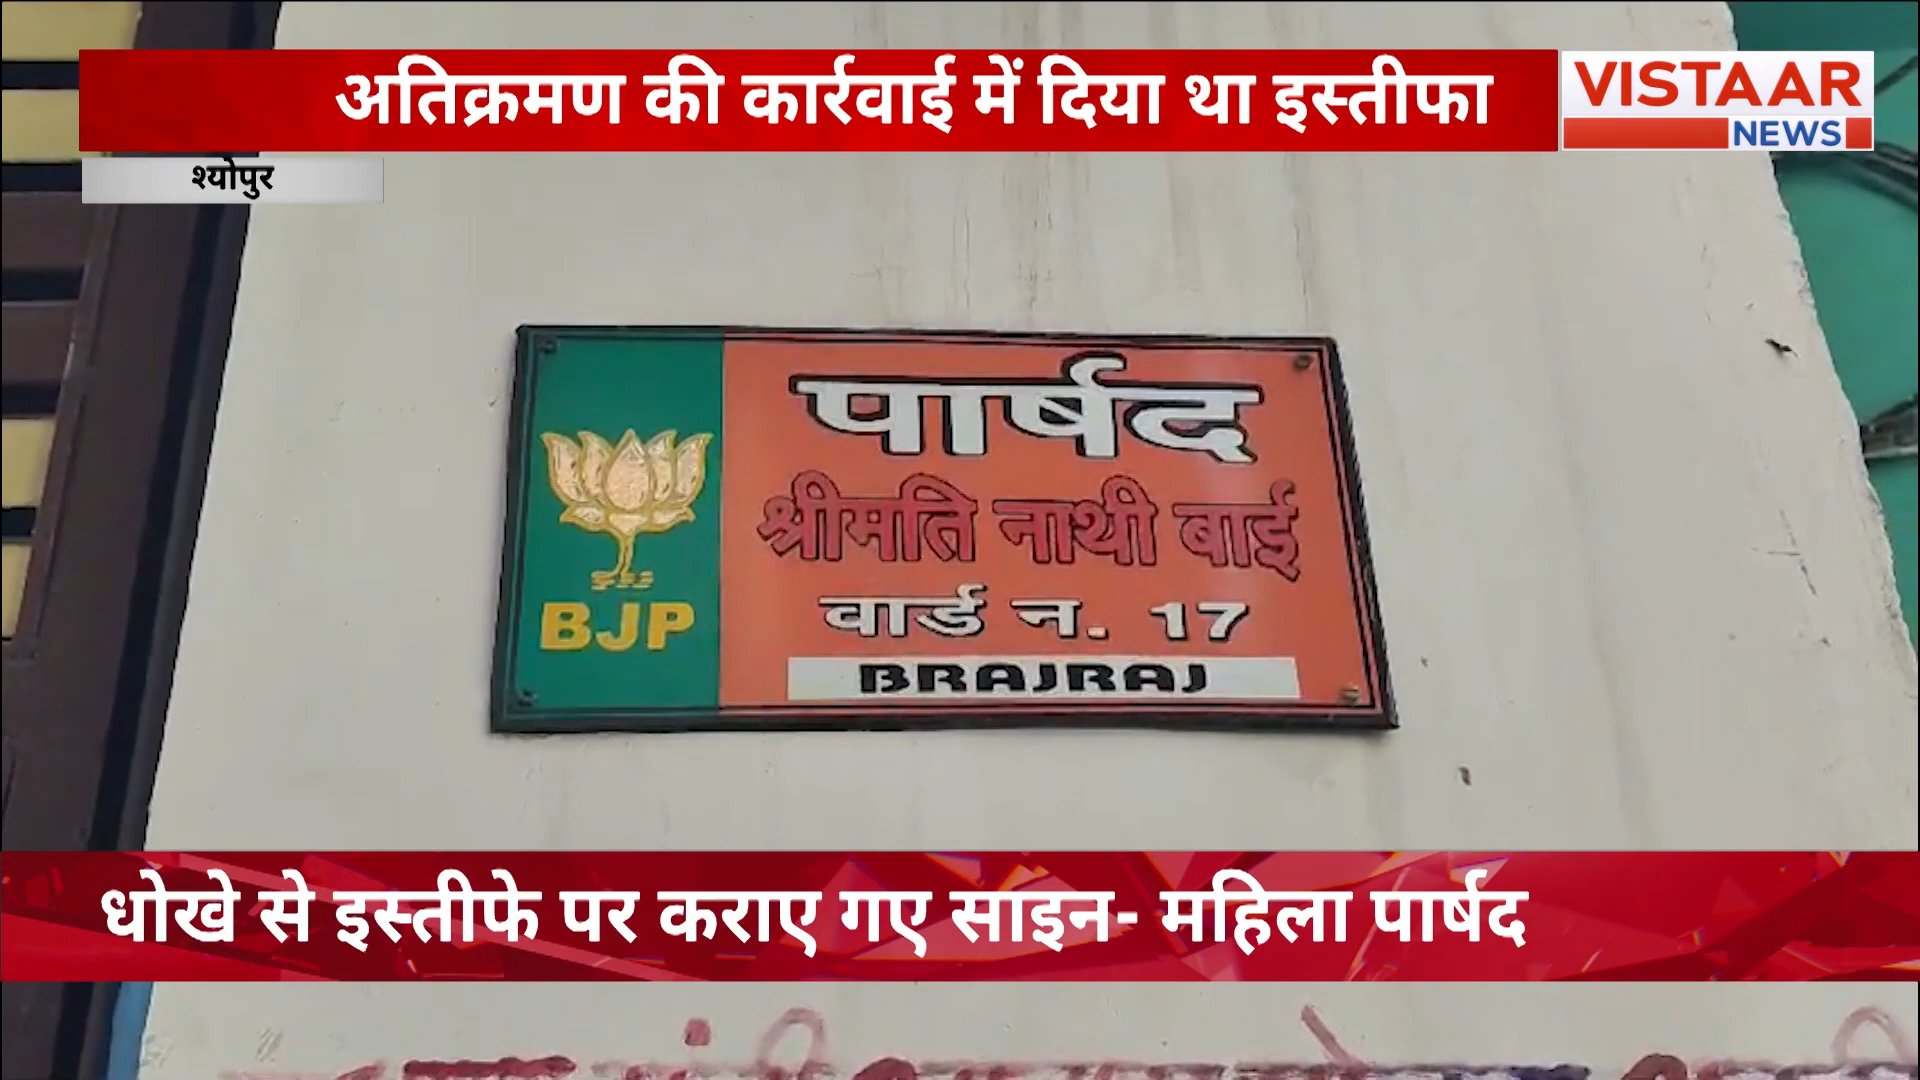 अतिक्रमण की कार्रवाई में दिया था इस्तीफा
VISTAAR
NEWS
श्योपुर
BJP
पार्षद
श्रीमति नाथी बाई
वार्ड न. 17
BRAJRAJ
धोखे से इस्तीफे पर कराए गए साइन- महिला पार्षद